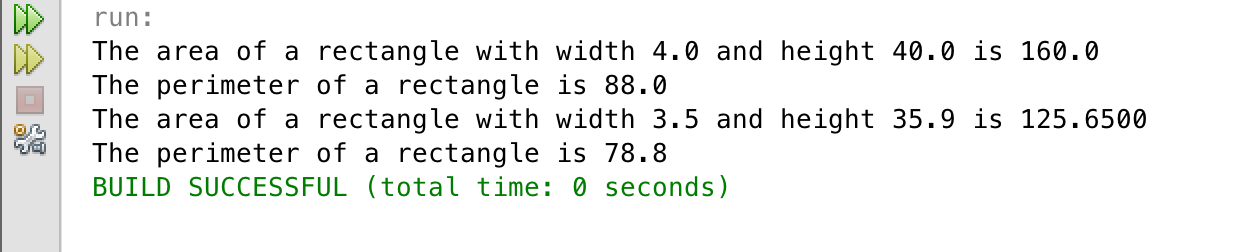 run:
The area of a rectangle with width 4.0 and height 40.0 is 160.0
The perimeter of a rectangle is 88.0
The area of a rectangle with width 3.5 and height 35.9 is 125.6500
The perimeter of a rectangle is 78.8
BUILD SUCCESSFUL (total time: 0 seconds)